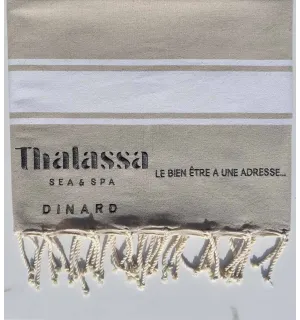 Thalassa
SEA & SPA
DINARD
LE BIEN ÊTRE A UNE ADRESSE...